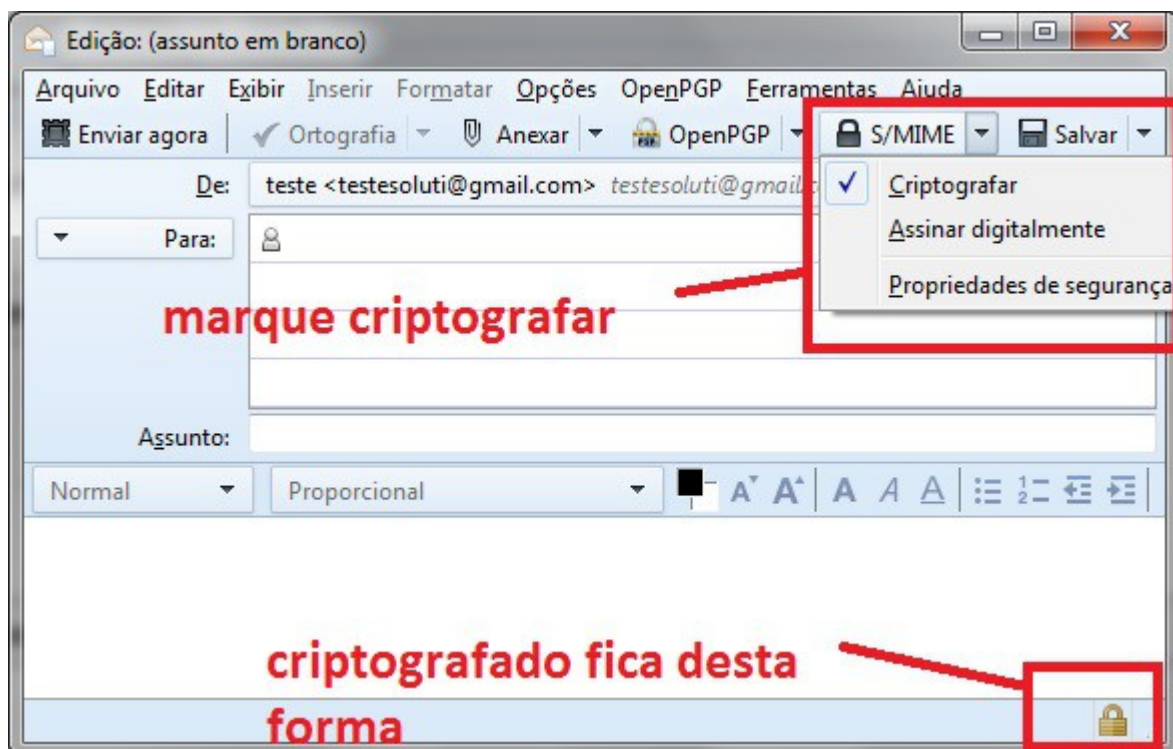 Edição: (assunto em branco)
Arquivo Editar Exibir Inserir Formatar Opções OpenPGP Ferramentas Ajuda
Enviar agora Ortografia Anexar OpenPGP S/MIME Salvar
De: teste <testesoluti@gmail.com> testesoluti@gmail.c
Criptografar
Assinar digitalmente
Propriedades de segurança
Para:
marque criptografar
Assunto:
Normal Proporcional A A A A A
criptografado fica desta
forma